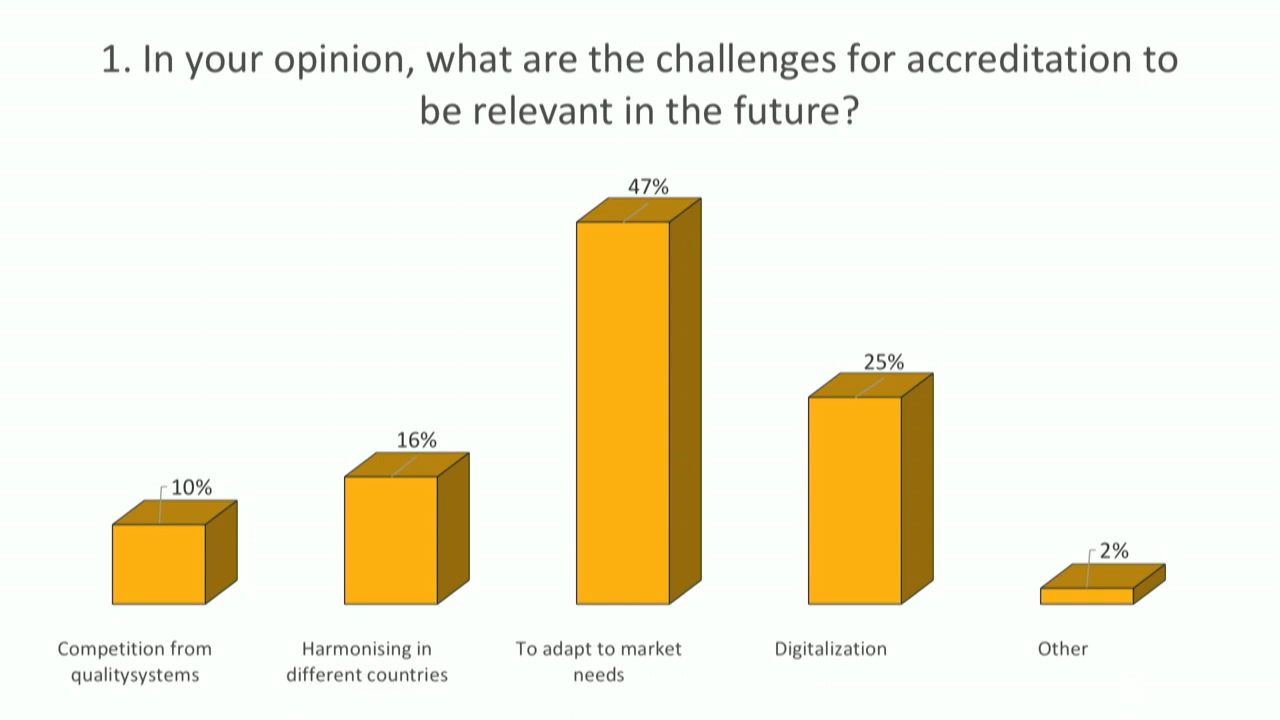 1. In your opinion, what are the challenges for accreditation to
be relevant in the future?
47%
25%
16%
10%
2%
Competition from
qualitysystems
Harmonising in
different countries
To adapt to market
needs
Digitalization
Other